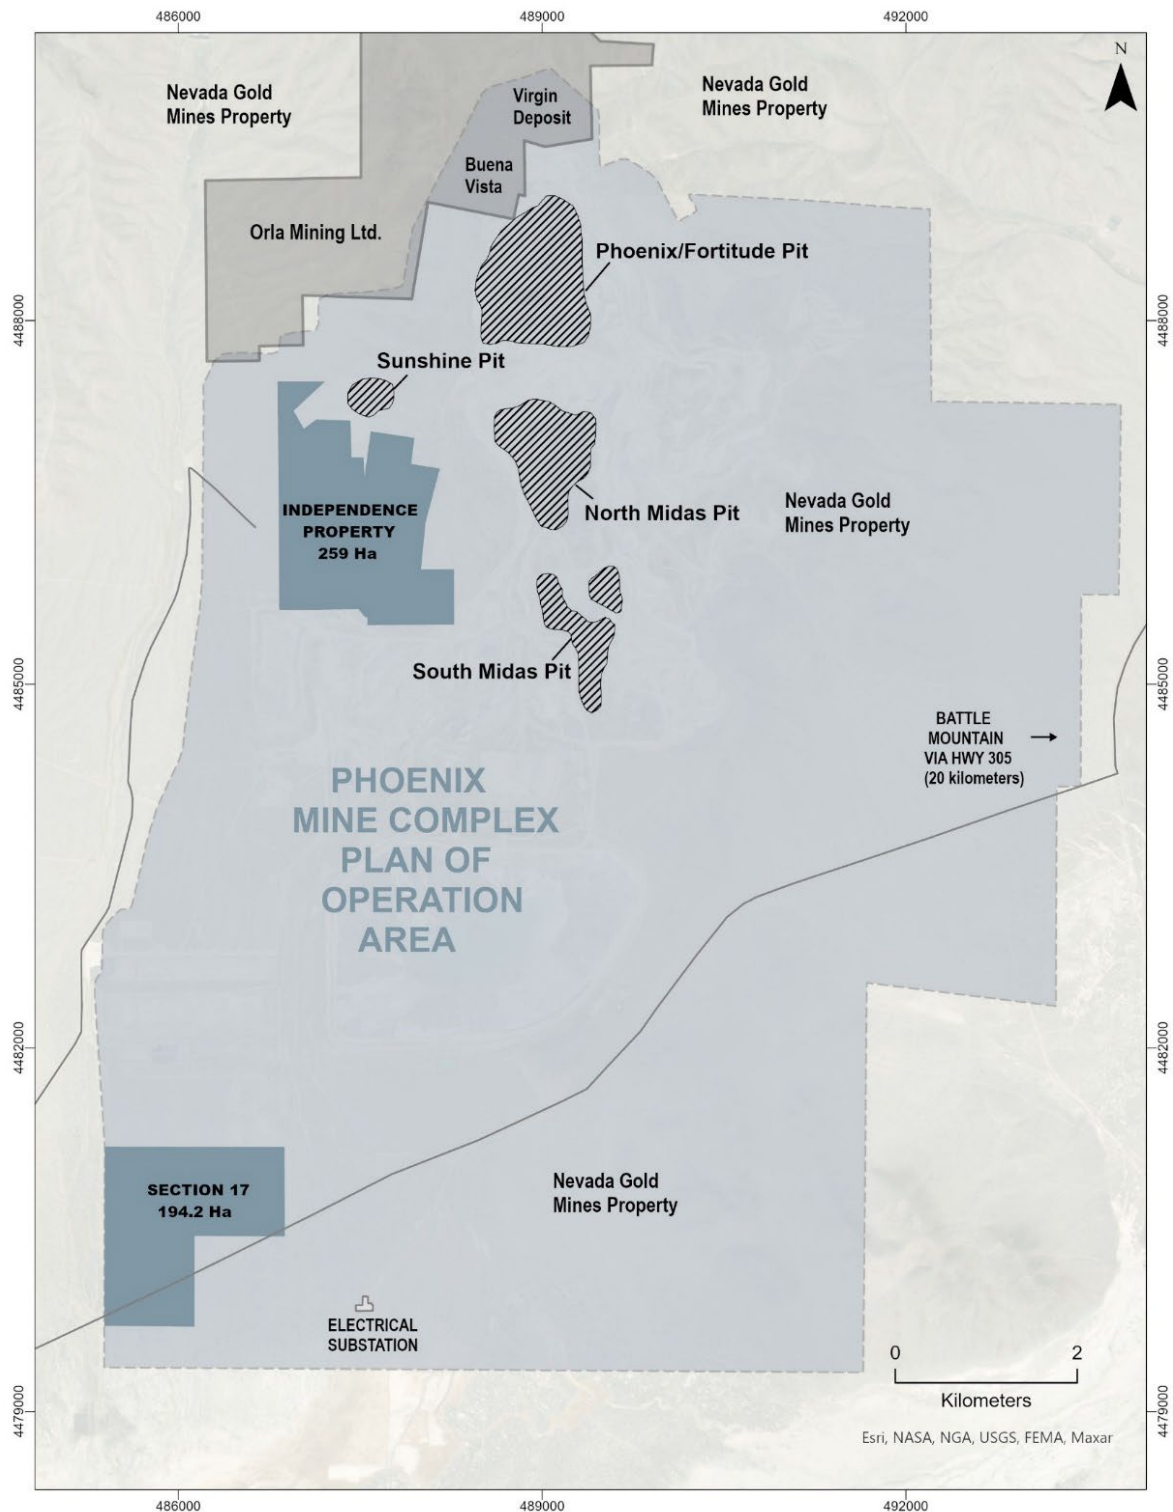 486000
489000
492000
N
Nevada Gold
Mines Property
Virgin
Deposit
Nevada Gold
Mines Property
Buena
Vista
Orla Mining Ltd.
Phoenix/Fortitude Pit
4488000
4488000
Sunshine Pit
INDEPENDENCE
PROPERTY
259 Ha
Nevada Gold
Mines Property
North Midas Pit
South Midas Pit
4485000
4485000
BATTLE
MOUNTAIN
VIA HWY 305
(20 kilometers)
PHOENIX
MINE COMPLEX
PLAN OF
OPERATION
AREA
4482000
4482000
SECTION 17
194.2 Ha
Nevada Gold
Mines Property
ELECTRICAL
SUBSTATION
0
2
Kilometers
4479000
4479000
Esri, NASA, NGA, USGS, FEMA, Maxar
486000
489000
492000